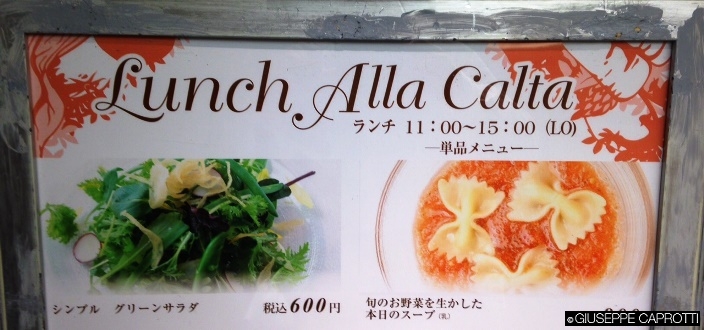 Lunch Alla Calta
ランチ 11:00~15:00 (LO)
―単品メニュー―
シンプル グリーンサラダ 税込600円
旬のお野菜を生かした
本日のスープ(乳)
©GIUSEPPE CAPROTTI